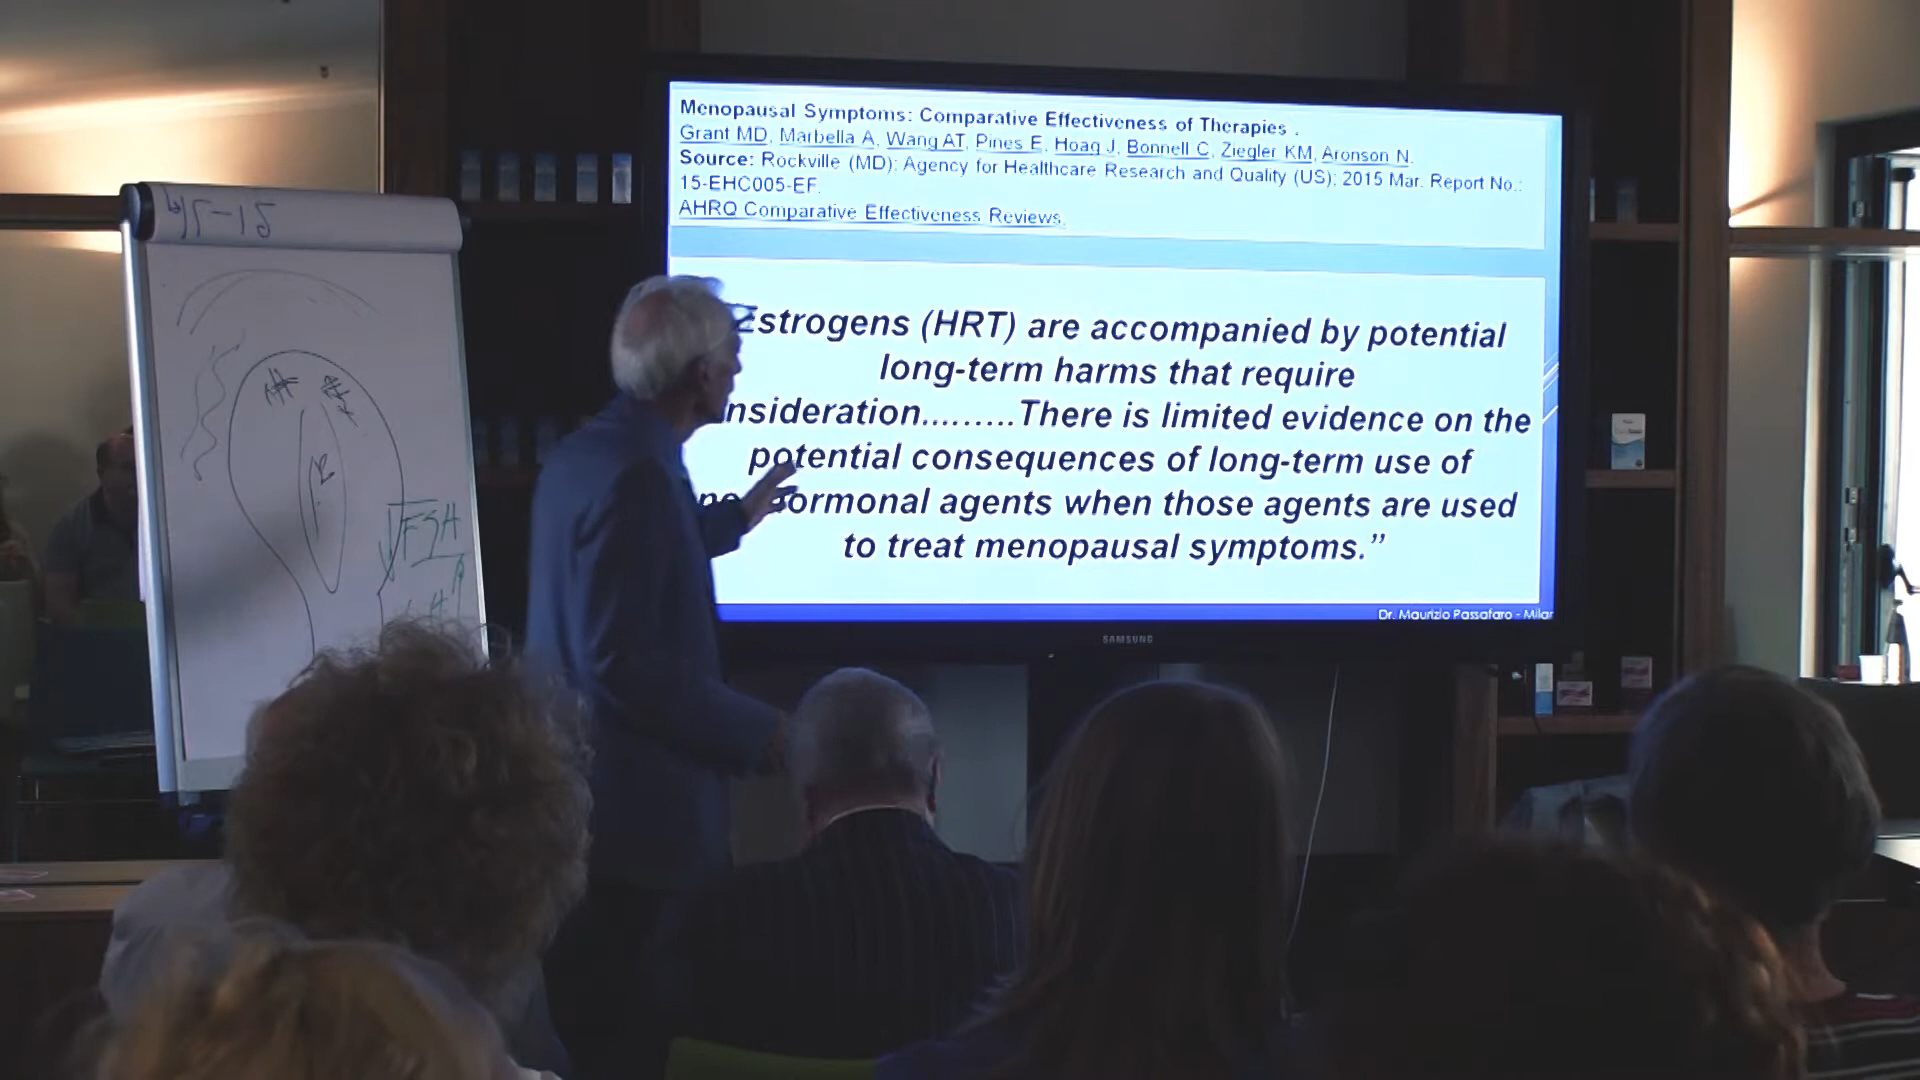 Menopausal Symptoms: Comparative Effectiveness of Therapies .
Grant MD, Marbella A, Wang AT, Pines E, Hoag J, Bonnell C, Ziegler KM, Aronson N.
Source: Rockville (MD): Agency for Healthcare Research and Quality (US); 2015 Mar. Report No.:
15-EHC005-EF.
AHRQ Comparative Effectiveness Reviews.
Estrogens (HRT) are accompanied by potential
long-term harms that require
nsideration.........There is limited evidence on the
potential consequences of long-term use of
hormonal agents when those agents are used
to treat menopausal symptoms.”
Dr. Maurizio Passafaro - Milan
SAMSUNG
FSH